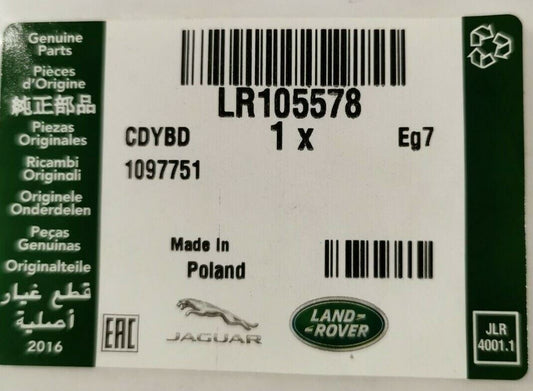 Genuine
Parts
Pièces
d'Origine
純正部品
Piezas
Originales
Ricambi
Originali
Originele
Onderdelen
Peças
Genuinas
Originalteile
قطع غيار
أصلية
2016
LR105578
CDYBD
1 x
Eg7
1097751
Made in
Poland
EAC
JAGUAR
LAND-
-ROVER
JLR
4001.1